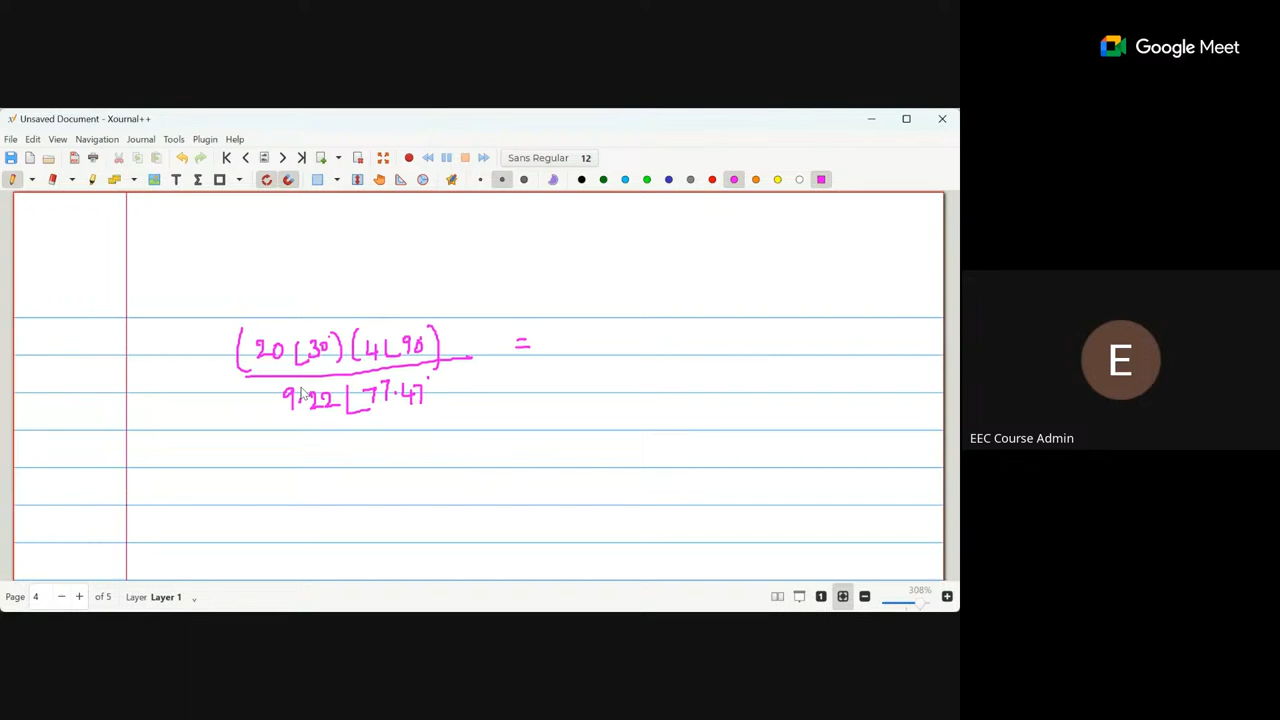 Google Meet
Unsaved Document - Xournal++
File Edit View Navigation Journal Tools Plugin Help
Sans Regular 12
(20∠30°)(4∠90°) =
9.22∠77.47°
E
EEC Course Admin
Page 4 of 5 Layer Layer 1
308%